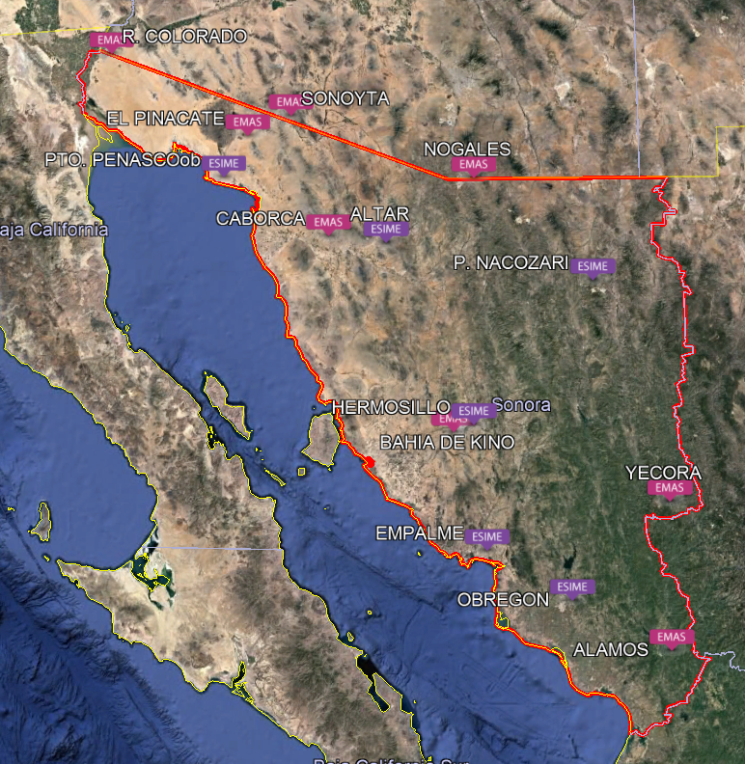 EMAS R. COLORADO
EMAS SONOYTA
EL PINACATE EMAS
NOGALES
EMAS
PTO. PENASCOob ESIME
CABORCA EMAS ALTAR
ESIME
aja California
P. NACOZARI ESIME
HERMOSILLO ESIME Sonora
EMAS
BAHIA DE KINO
YECORA
EMAS
EMPALME ESIME
ESIME
OBREGON
EMAS
ALAMOS
Baja California Sur